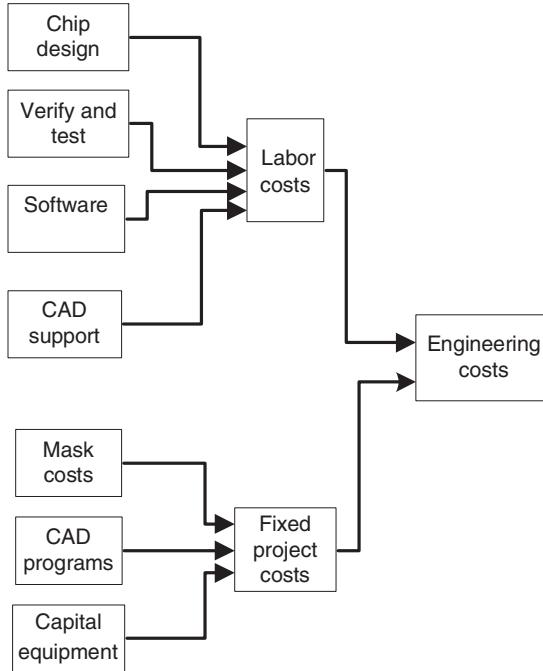 Chip
design
Verify and
test
Software
CAD
support
Labor
costs
Engineering
costs
Mask
costs
CAD
programs
Capital
equipment
Fixed
project
costs